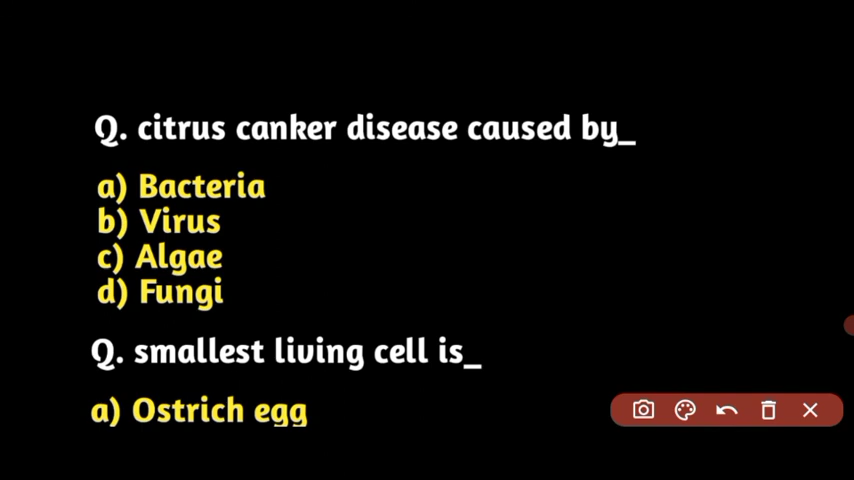 Q. citrus canker disease caused by_
a) Bacteria
b) Virus
c) Algae
d) Fungi
Q. smallest living cell is_
a) Ostrich egg